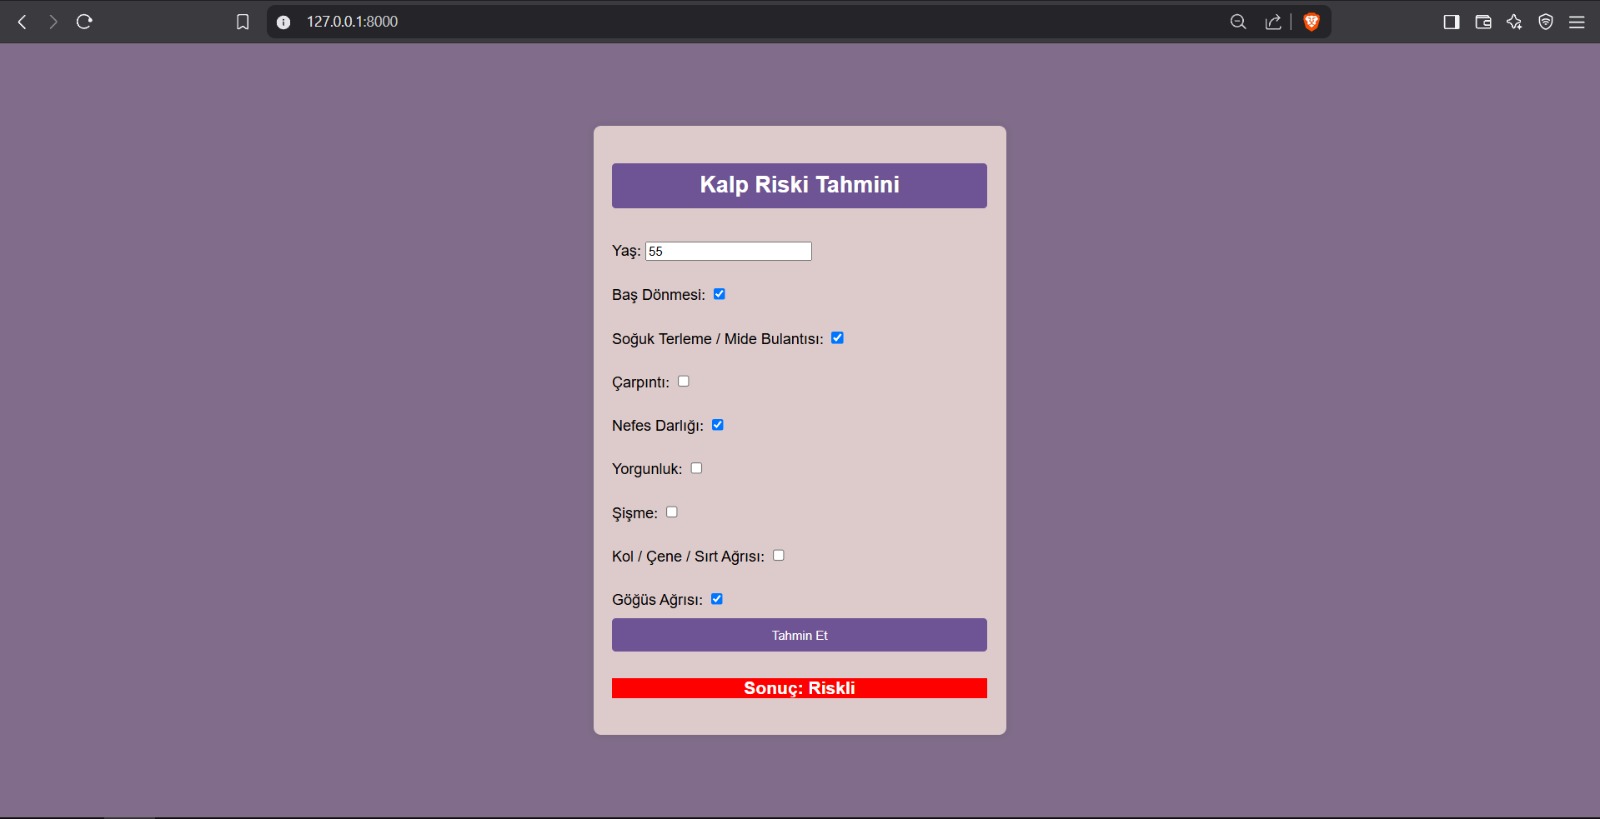 127.0.0.1:8000
Kalp Riski Tahmini
Yaş: 55
Baş Dönmesi:
Soğuk Terleme / Mide Bulantısı:
Çarpıntı:
Nefes Darlığı:
Yorgunluk:
Şişme:
Kol / Çene / Sırt Ağrısı:
Göğüs Ağrısı:
Tahmin Et
Sonuç: Riskli